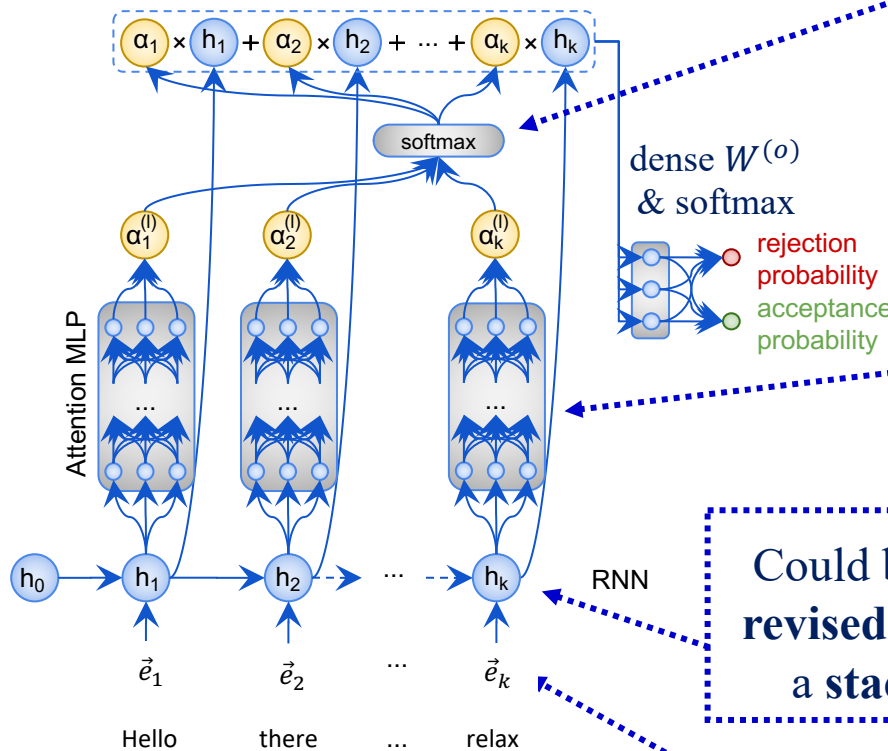 α1 × h1 + α2 × h2 + ... + αk × hk
softmax
dense W^(o)
& softmax
α1^(l) α2^(l) αk^(l)
rejection
probability
acceptance
probability
Attention MLP
... ... ...
h0 h1 h2 ... hk RNN
e⃗1 e⃗2 ... e⃗k
Hello there ... relax
Could b
revised
a stac